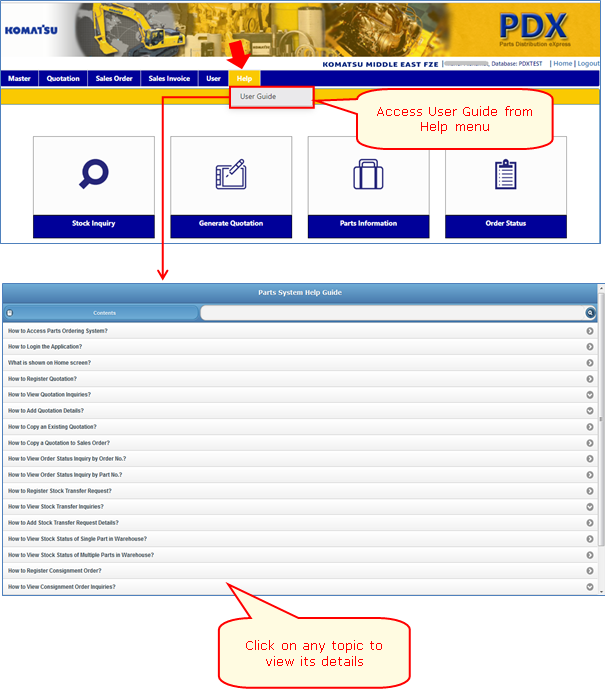 KOMATSU
PDX
Parts Distribution eXpress
KOMATSU MIDDLE EAST FZE | , Database: PDXTEST | Home | Logout
Master Quotation Sales Order Sales Invoice User Help
User Guide
Access User Guide from
Help menu
Stock Inquiry Generate Quotation Parts Information Order Status
Parts System Help Guide
Contents
How to Access Parts Ordering System?
How to Login the Application?
What is shown on Home screen?
How to Register Quotation?
How to View Quotation Inquiries?
How to Add Quotation Details?
How to Copy an Existing Quotation?
How to Copy a Quotation to Sales Order?
How to View Order Status Inquiry by Order No.?
How to View Order Status Inquiry by Part No.?
How to Register Stock Transfer Request?
How to View Stock Transfer Inquiries?
How to Add Stock Transfer Request Details?
How to View Stock Status of Single Part in Warehouse?
How to View Stock Status of Multiple Parts in Warehouse?
How to Register Consignment Order?
How to View Consignment Order Inquiries?
Click on any topic to
view its details